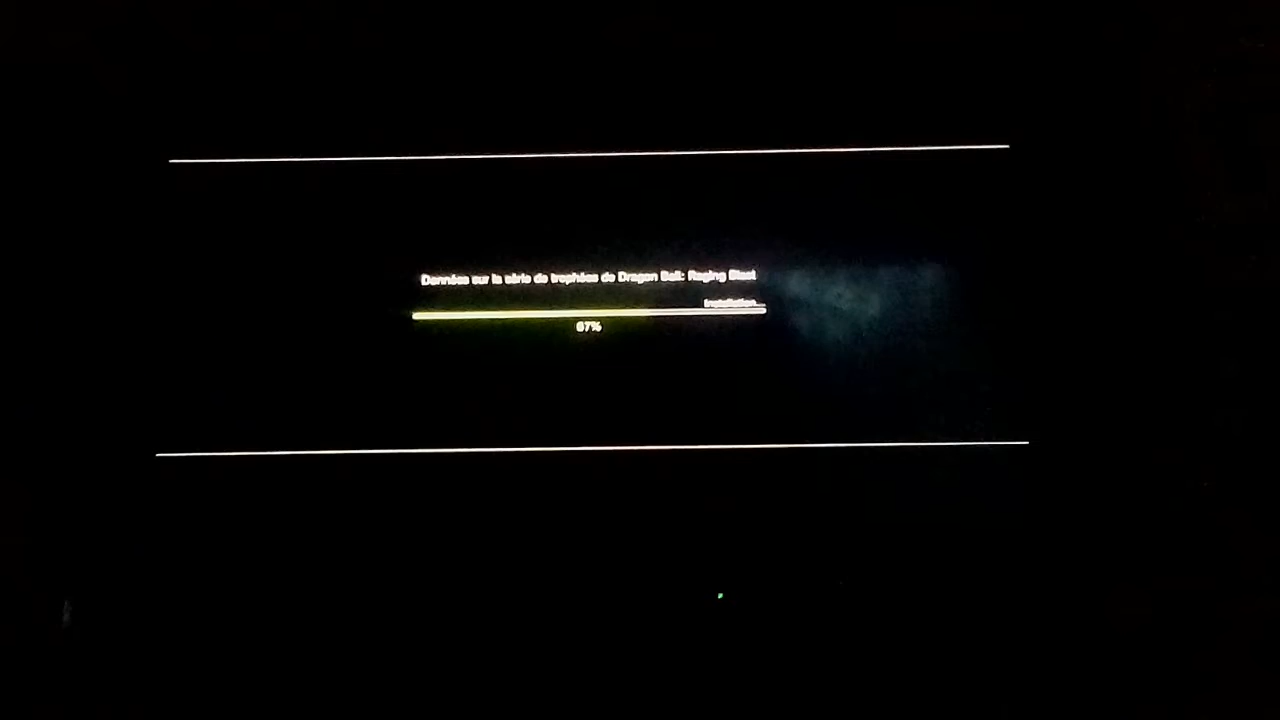 Données sur la série de trophées de Dragon Ball: Raging Blast
Installation...
67%